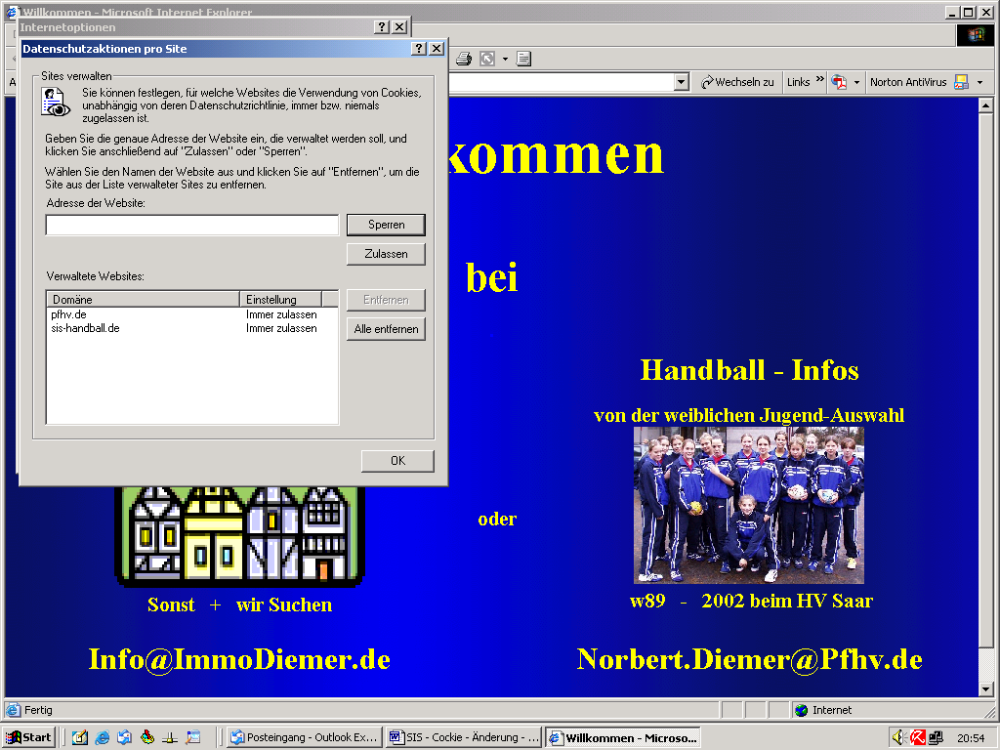 Willkommen - Microsoft Internet Explorer
Internetoptionen
Datenschutzaktionen pro Site
Sites verwalten
Sie können festlegen, für welche Websites die Verwendung von Cookies,
unabhängig von deren Datenschutzrichtlinie, immer bzw. niemals
zugelassen ist.
Geben Sie die genaue Adresse der Website ein, die verwaltet werden soll, und
klicken Sie anschließend auf "Zulassen" oder "Sperren".
Wählen Sie den Namen der Website aus und klicken Sie auf "Entfernen", um die
Site aus der Liste verwalteter Sites zu entfernen.
Adresse der Website:
Sperren
Zulassen
Verwaltete Websites:
Domäne Einstellung
pfhv.de Immer zulassen
sis-handball.de Immer zulassen
Entfernen
Alle entfernen
OK
Wechseln zu Links » Norton AntiVirus
kommen
bei
Handball - Infos
von der weiblichen Jugend-Auswahl
oder
Sonst + wir Suchen
w89 - 2002 beim HV Saar
Info@ImmoDiemer.de
Norbert.Diemer@Pfhv.de
Fertig Internet
Start Posteingang - Outlook Ex... SIS - Cockie - Änderung - ... Willkommen - Microso... 20:54